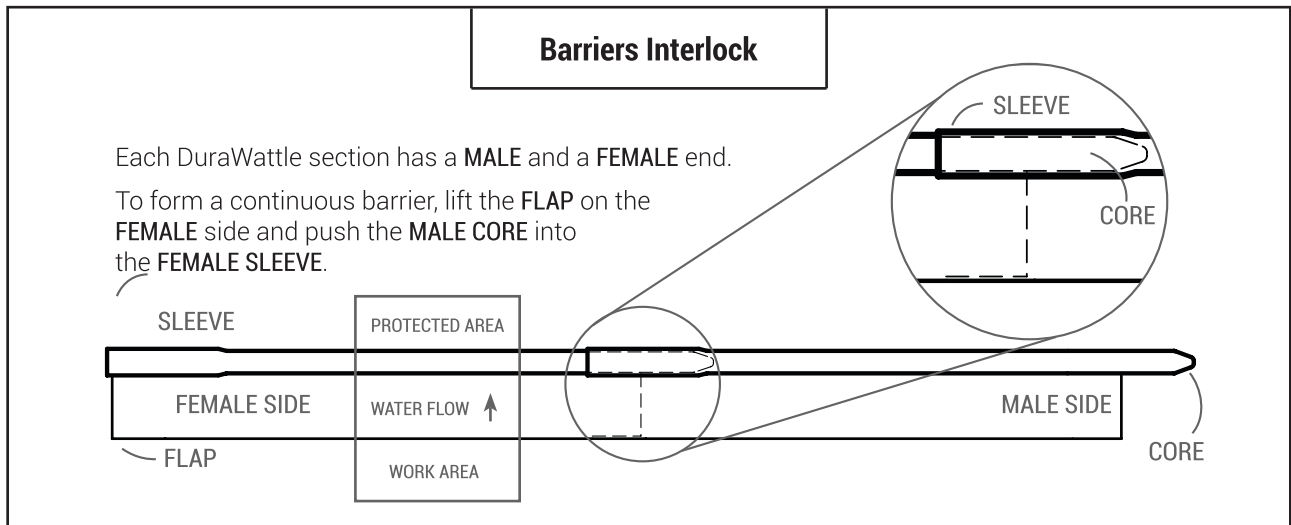 Barriers Interlock
Each DuraWattle section has a MALE and a FEMALE end.
To form a continuous barrier, lift the FLAP on the
FEMALE side and push the MALE CORE into
the FEMALE SLEEVE.
SLEEVE
CORE
SLEEVE
PROTECTED AREA
FEMALE SIDE
WATER FLOW
MALE SIDE
FLAP
WORK AREA
CORE